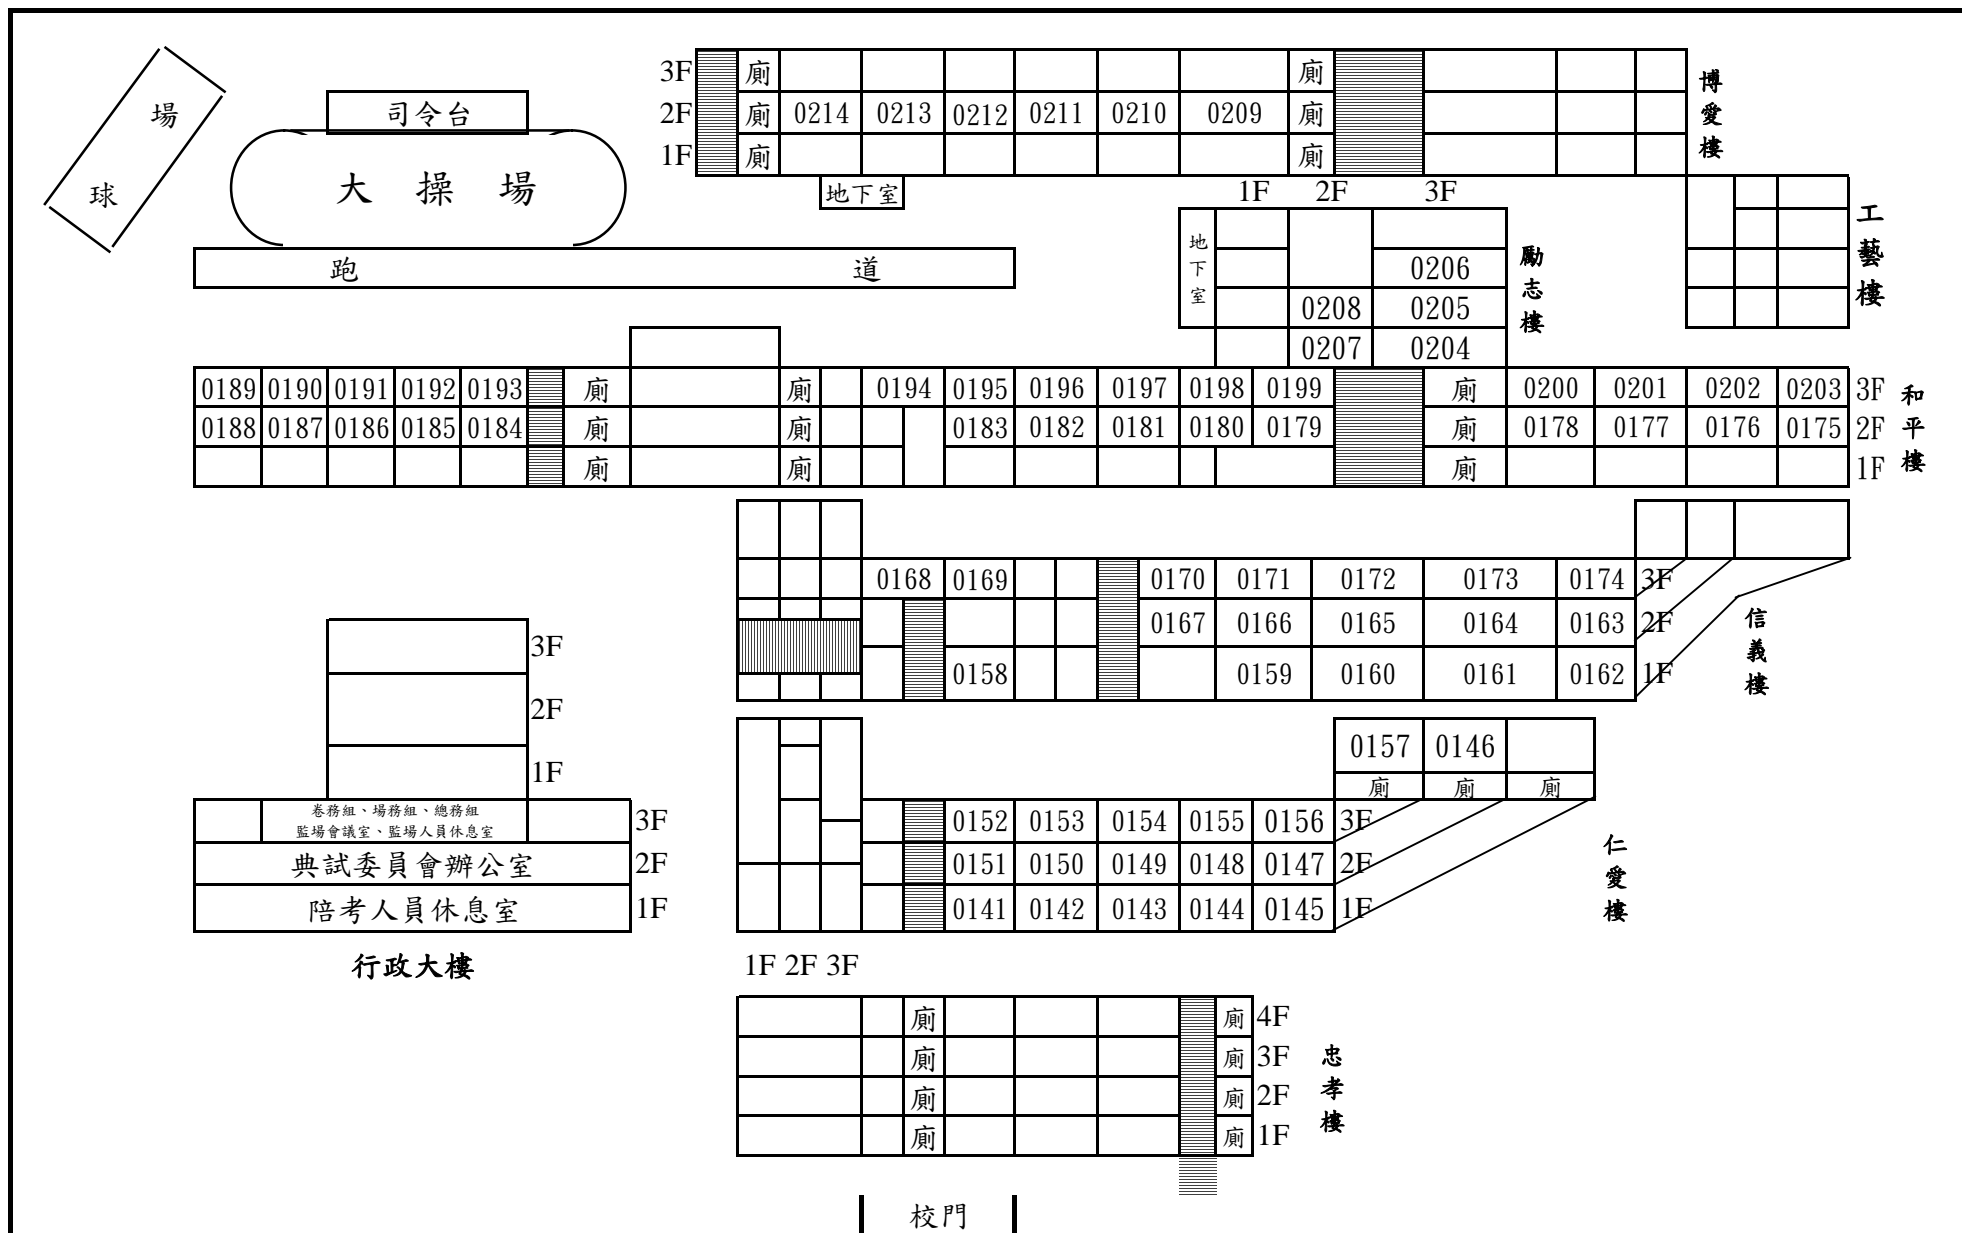 3F 廁 廁
2F 廁 0214 0213 0212 0211 0210 0209 廁
1F 廁 廁
博愛樓
場
球
司令台
大 操 場
地下室
跑 道
1F 2F 3F
地下室
0206
0208 0205
0207 0204
勵志樓
工藝樓
0189 0190 0191 0192 0193 廁 廁 0194 0195 0196 0197 0198 0199 廁 0200 0201 0202 0203 3F
0188 0187 0186 0185 0184 廁 廁 0183 0182 0181 0180 0179 廁 0178 0177 0176 0175 2F
廁 廁 廁 1F
和平樓
0168 0169 0170 0171 0172 0173 0174 3F
0167 0166 0165 0164 0163 2F
0158 0159 0160 0161 0162 1F
信義樓
3F
2F
1F
卷務組、場務組、總務組
監場會議室、監場人員休息室
3F
典試委員會辦公室 2F
陪考人員休息室 1F
行政大樓
0157 0146
廁 廁 廁
0152 0153 0154 0155 0156 3F
0151 0150 0149 0148 0147 2F
0141 0142 0143 0144 0145 1F
仁愛樓
1F 2F 3F
廁 廁 4F
廁 廁 3F
廁 廁 2F
廁 廁 1F
忠孝樓
校門